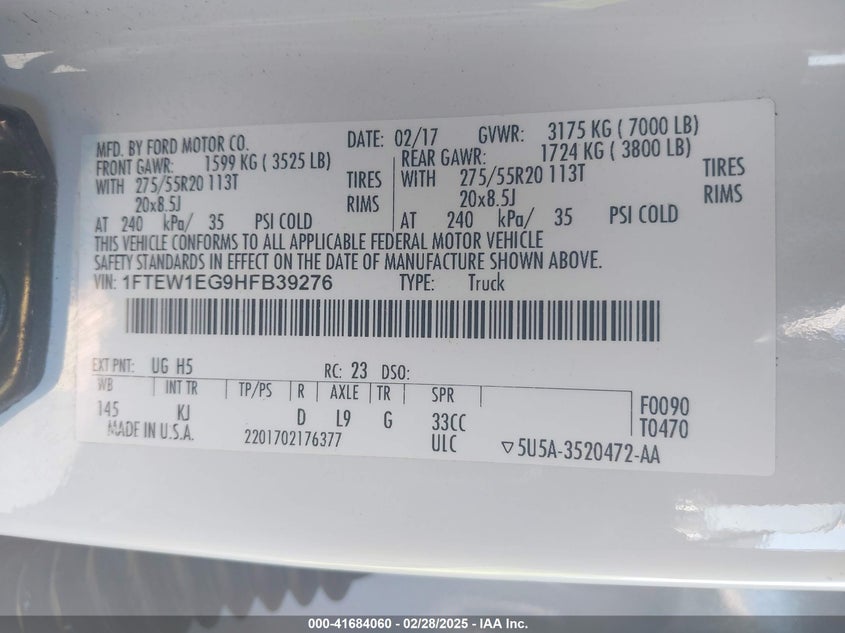 MFD. BY FORD MOTOR CO. DATE: 02/17 GVWR: 3175 KG ( 7000 LB)
FRONT GAWR: 1599 KG ( 3525 LB) REAR GAWR: 1724 KG ( 3800 LB)
WITH 275/55R20 113T TIRES WITH 275/55R20 113T TIRES
20x8.5J RIMS 20x8.5J RIMS
AT 240 kPa/ 35 PSI COLD AT 240 kPa/ 35 PSI COLD
THIS VEHICLE CONFORMS TO ALL APPLICABLE FEDERAL MOTOR VEHICLE
SAFETY STANDARDS IN EFFECT ON THE DATE OF MANUFACTURE SHOWN ABOVE.
VIN: 1FTEW1EG9HFB39276 TYPE: Truck
EXT PNT: UG H5 RC: 23 DSO:
WB INT TR TP/PS R AXLE TR SPR
145 KJ D L9 G 33CC F0090
ULC T0470
MADE IN U.S.A. 2201702176377 ▽5U5A-3520472-AA
000-41684060 - 02/28/2025 - IAA Inc.